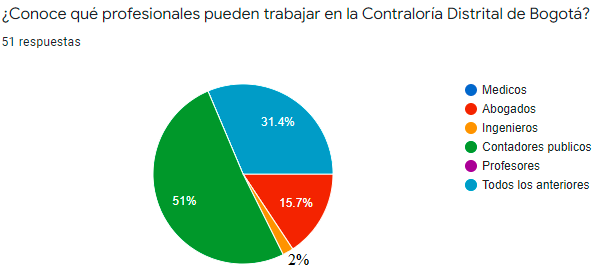 ¿Conoce qué profesionales pueden trabajar en la Contraloría Distrital de Bogotá?
51 respuestas
31.4%
51%
15.7%
2%
Medicos
Abogados
Ingenieros
Contadores publicos
Profesores
Todos los anteriores